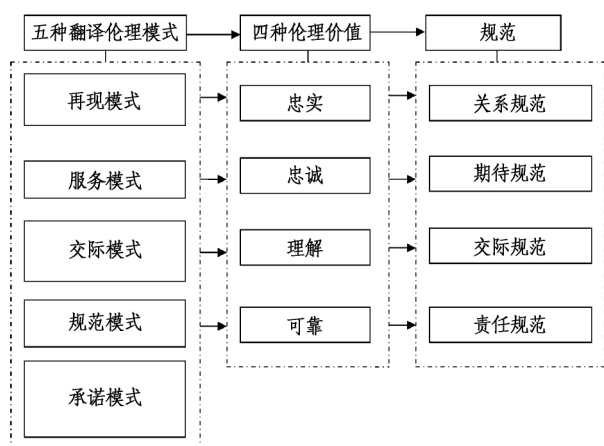 五种翻译伦理模式 四种伦理价值 规范
再现模式 忠实 关系规范
服务模式 忠诚 期待规范
交际模式 理解 交际规范
规范模式 可靠 责任规范
承诺模式